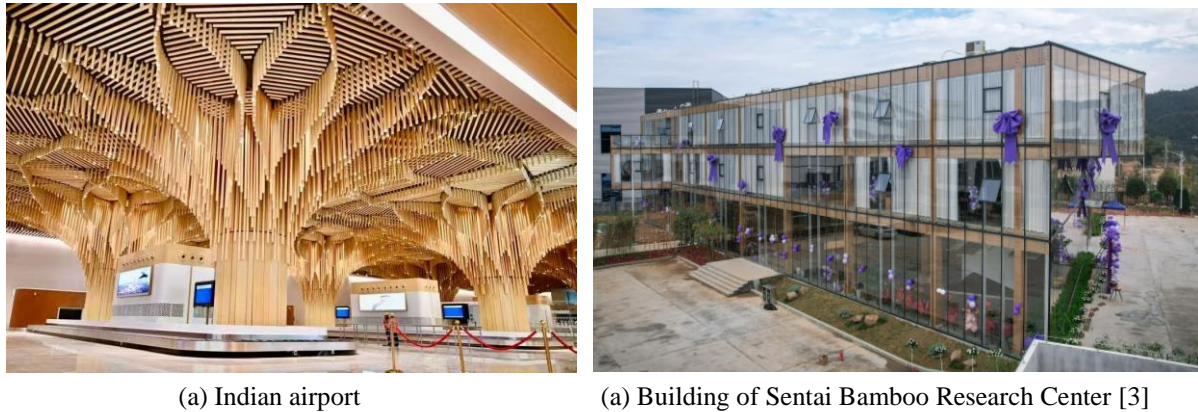 (a) Indian airport
(a) Building of Sentai Bamboo Research Center [3]